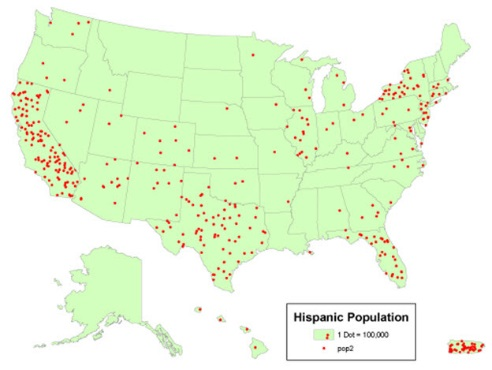 Hispanic Population
1 Dot = 100,000
pop2